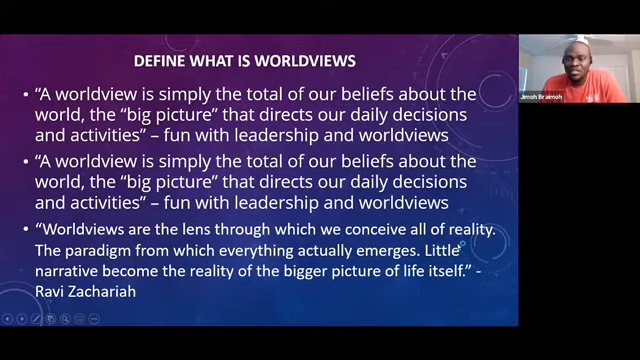 DEFINE WHAT IS WORLDVIEWS
• “A worldview is simply the total of our beliefs about the
world, the “big picture” that directs our daily decisions
and activities” – fun with leadership and worldviews
• “A worldview is simply the total of our beliefs about the
world, the “big picture” that directs our daily decisions
and activities” – fun with leadership and worldviews
• “Worldviews are the lens through which we conceive all of reality.
The paradigm from which everything actually emerges. Little
narrative become the reality of the bigger picture of life itself.” -
Ravi Zachariah
Jimoh Braimoh